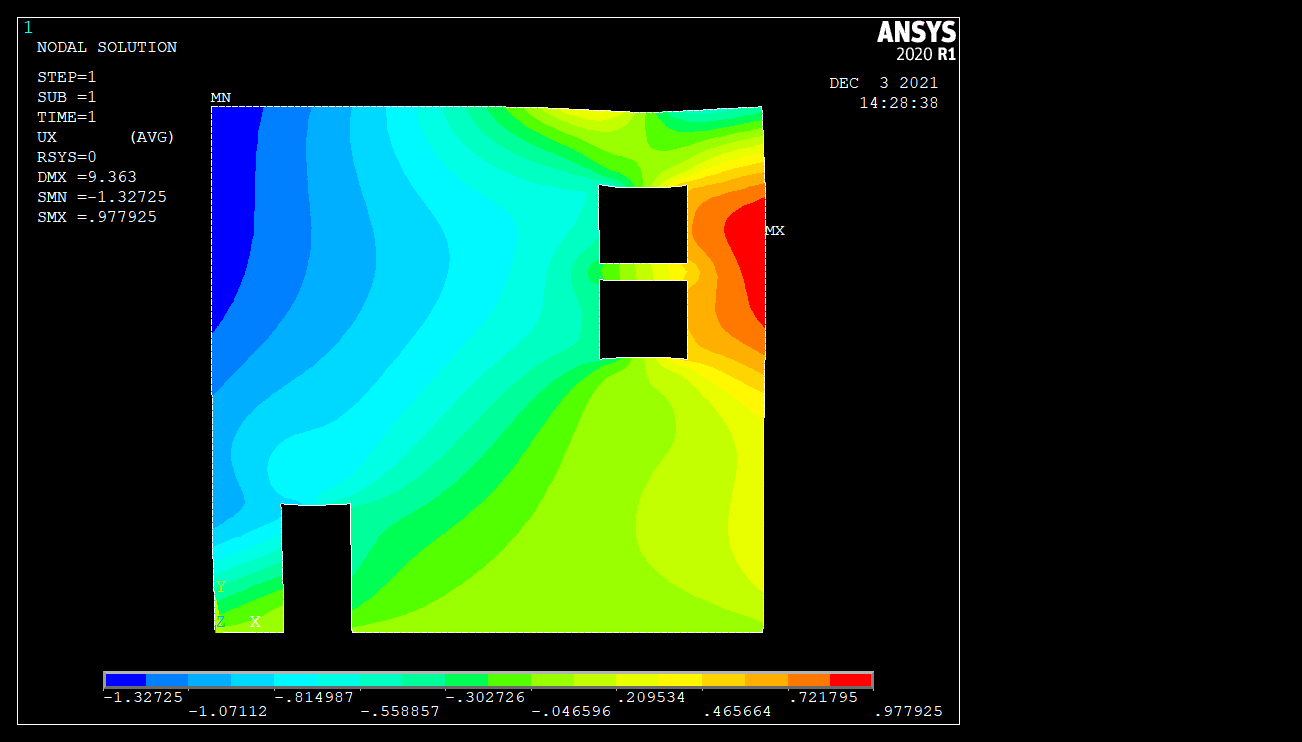 1
ANSYS
2020 R1
NODAL SOLUTION
STEP=1
SUB =1
TIME=1
UX (AVG)
RSYS=0
DMX =9.363
SMN =-1.32725
SMX =.977925
DEC 3 2021
14:28:38
MN
MX
Y
Z X
-1.32725 -.814987 -.302726 .209534 .721795
-1.07112 -.558857 -.046596 .465664 .977925